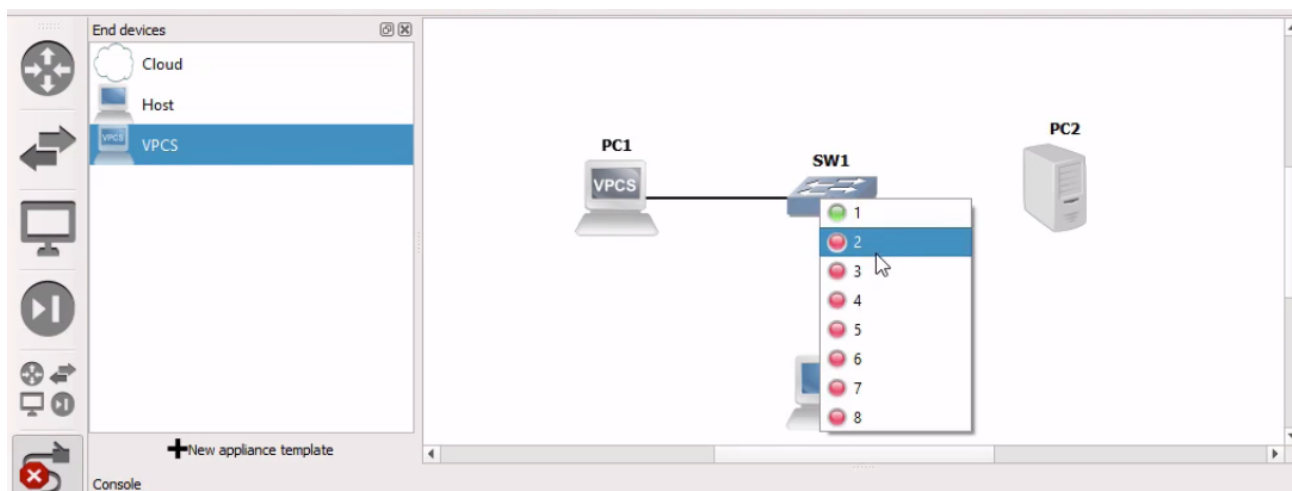 End devices
Cloud
Host
VPCS
VPCS
New appliance template
Console
PC1
VPCS
SW1
PC2
1
2
3
4
5
6
7
8